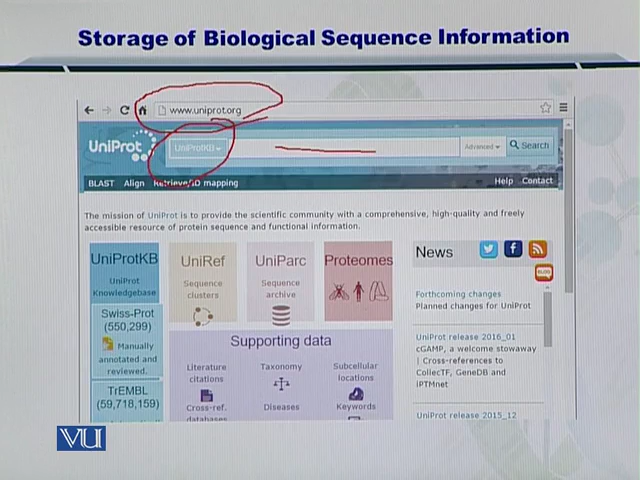 Storage of Biological Sequence Information
www.uniprot.org
UniProt
UniProtKB
Advanced
Search
BLAST Align Retrieve/ID mapping
Help Contact
The mission of UniProt is to provide the scientific community with a comprehensive, high-quality and freely
accessible resource of protein sequence and functional information.
UniProtKB
UniProt
Knowledgebase
Swiss-Prot
(550,299)
Manually
annotated and
reviewed.
TrEMBL
(59,718,159)
UniRef
Sequence
clusters
UniParc
Sequence
archive
Proteomes
Supporting data
Literature
citations
Taxonomy
Subcellular
locations
Cross-ref.
databases
Diseases
Keywords
News
BLOG
Forthcoming changes
Planned changes for UniProt
UniProt release 2016_01
cGAMP, a welcome stowaway
| Cross-references to
CollecTF, GeneDB and
iPTMnet
UniProt release 2015_12
VU